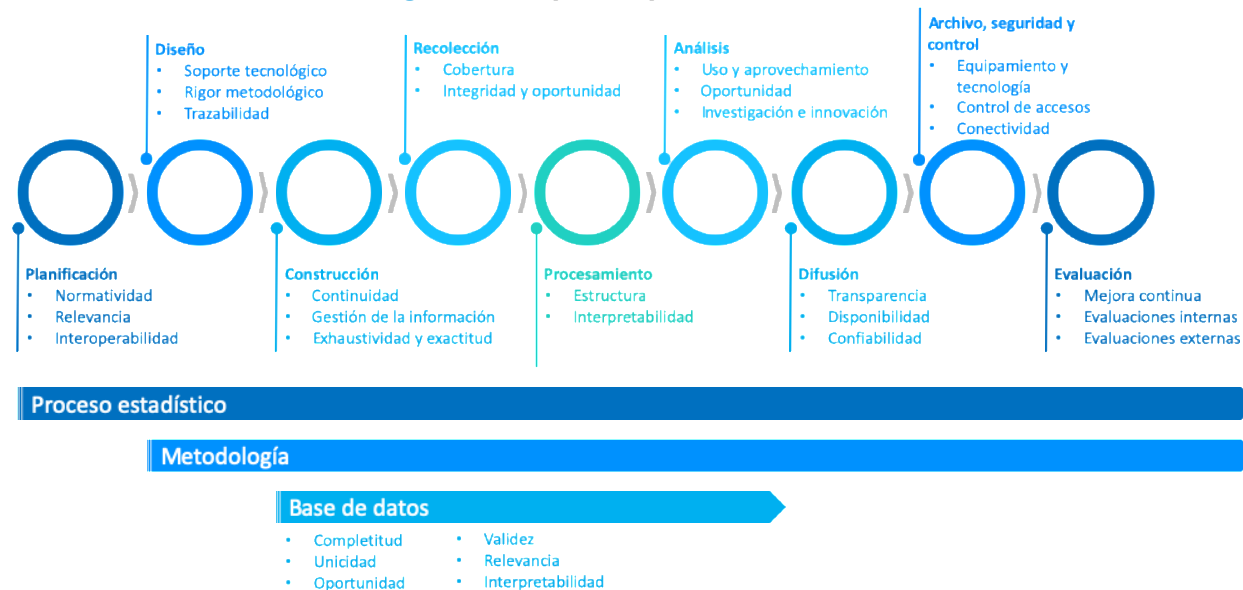 Diseño
• Soporte tecnológico
• Rigor metodológico
• Trazabilidad
Recolección
• Cobertura
• Integridad y oportunidad
Análisis
• Uso y aprovechamiento
• Oportunidad
• Investigación e innovación
Archivo, seguridad y
control
• Equipamiento y
tecnología
• Control de accesos
• Conectividad
Planificación
• Normatividad
• Relevancia
• Interoperabilidad
Construcción
• Continuidad
• Gestión de la información
• Exhaustividad y exactitud
Procesamiento
• Estructura
• Interpretabilidad
Difusión
• Transparencia
• Disponibilidad
• Confiabilidad
Evaluación
• Mejora continua
• Evaluaciones internas
• Evaluaciones externas
Proceso estadístico
Metodología
Base de datos
• Completitud
• Unicidad
• Oportunidad
• Validez
• Relevancia
• Interpretabilidad